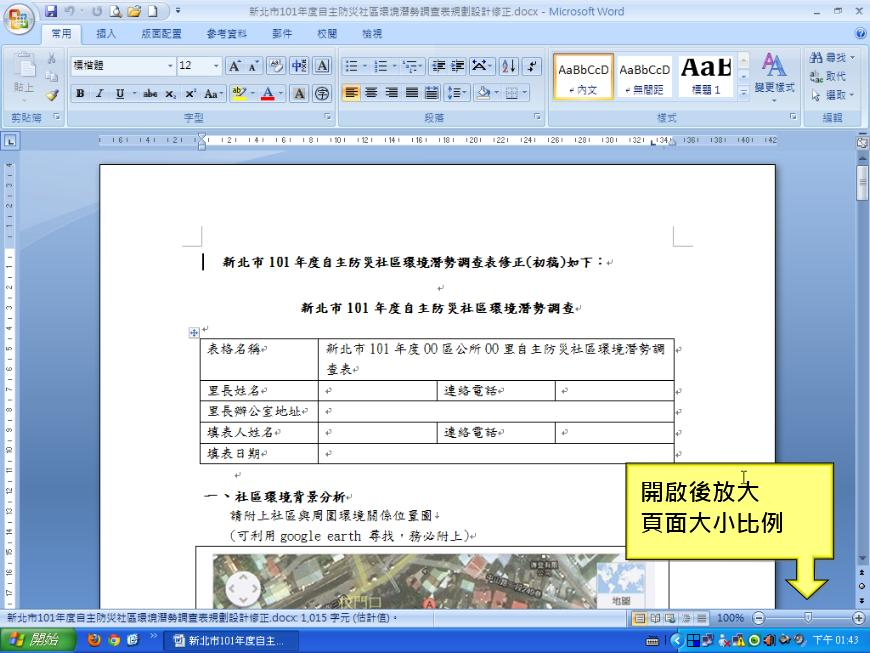 新北市101年度自主防災社區環境潛勢調查表規劃設計修正.docx - Microsoft Word
常用 插入 版面配置 參考資料 郵件 校閱 檢視
標楷體 12
貼上
AaBbCcD AaBbCcD AaB
內文 無間距 標題 1
變更樣式
尋找
取代
選取
剪貼簿 字型 段落 樣式 編輯
新北市 101 年度自主防災社區環境潛勢調查表修正(初稿)如下：
新北市 101 年度自主防災社區環境潛勢調查
表格名稱 新北市 101 年度 OO 區公所 OO 里自主防災社區環境潛勢調
查表
里長姓名 連絡電話
里長辦公室地址
填表人姓名 連絡電話
填表日期
一、社區環境背景分析
請附上社區與周圍環境關係位置圖
(可利用 google earth 尋找，務必附上)
地圖
開啟後放大
頁面大小比例
新北市101年度自主防災社區環境潛勢調查表規劃設計修正.docx: 1,015 字元 (估計值)。
100%
開始 新北市101年度自主... 下午 01:43